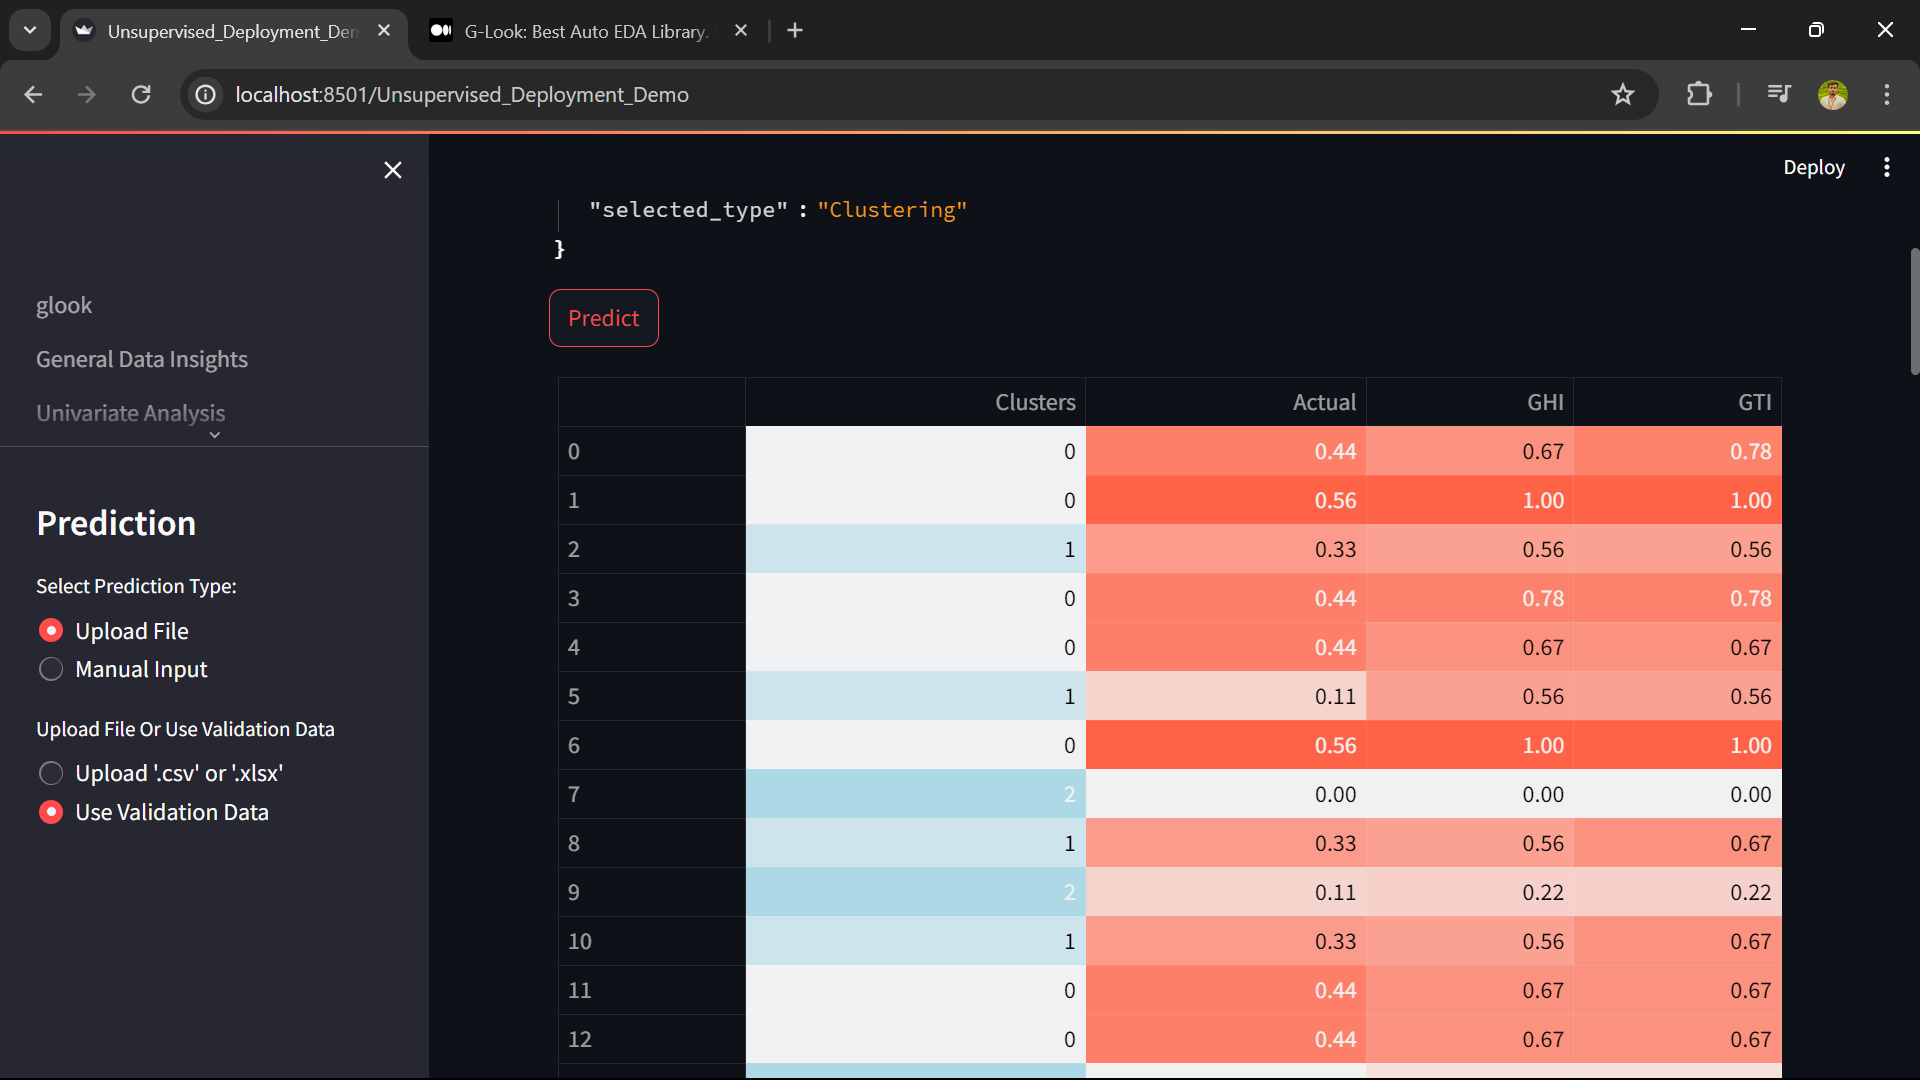 Unsupervised_Deployment_Den
G-Look: Best Auto EDA Library.
localhost:8501/Unsupervised_Deployment_Demo
Deploy
glook
General Data Insights
Univariate Analysis
Prediction
Select Prediction Type:
Upload File
Manual Input
Upload File Or Use Validation Data
Upload '.csv' or '.xlsx'
Use Validation Data
"selected_type" : "Clustering"
}
Predict
Clusters Actual GHI GTI
0 0 0.44 0.67 0.78
1 0 0.56 1.00 1.00
2 1 0.33 0.56 0.56
3 0 0.44 0.78 0.78
4 0 0.44 0.67 0.67
5 1 0.11 0.56 0.56
6 0 0.56 1.00 1.00
7 2 0.00 0.00 0.00
8 1 0.33 0.56 0.67
9 2 0.11 0.22 0.22
10 1 0.33 0.56 0.67
11 0 0.44 0.67 0.67
12 0 0.44 0.67 0.67